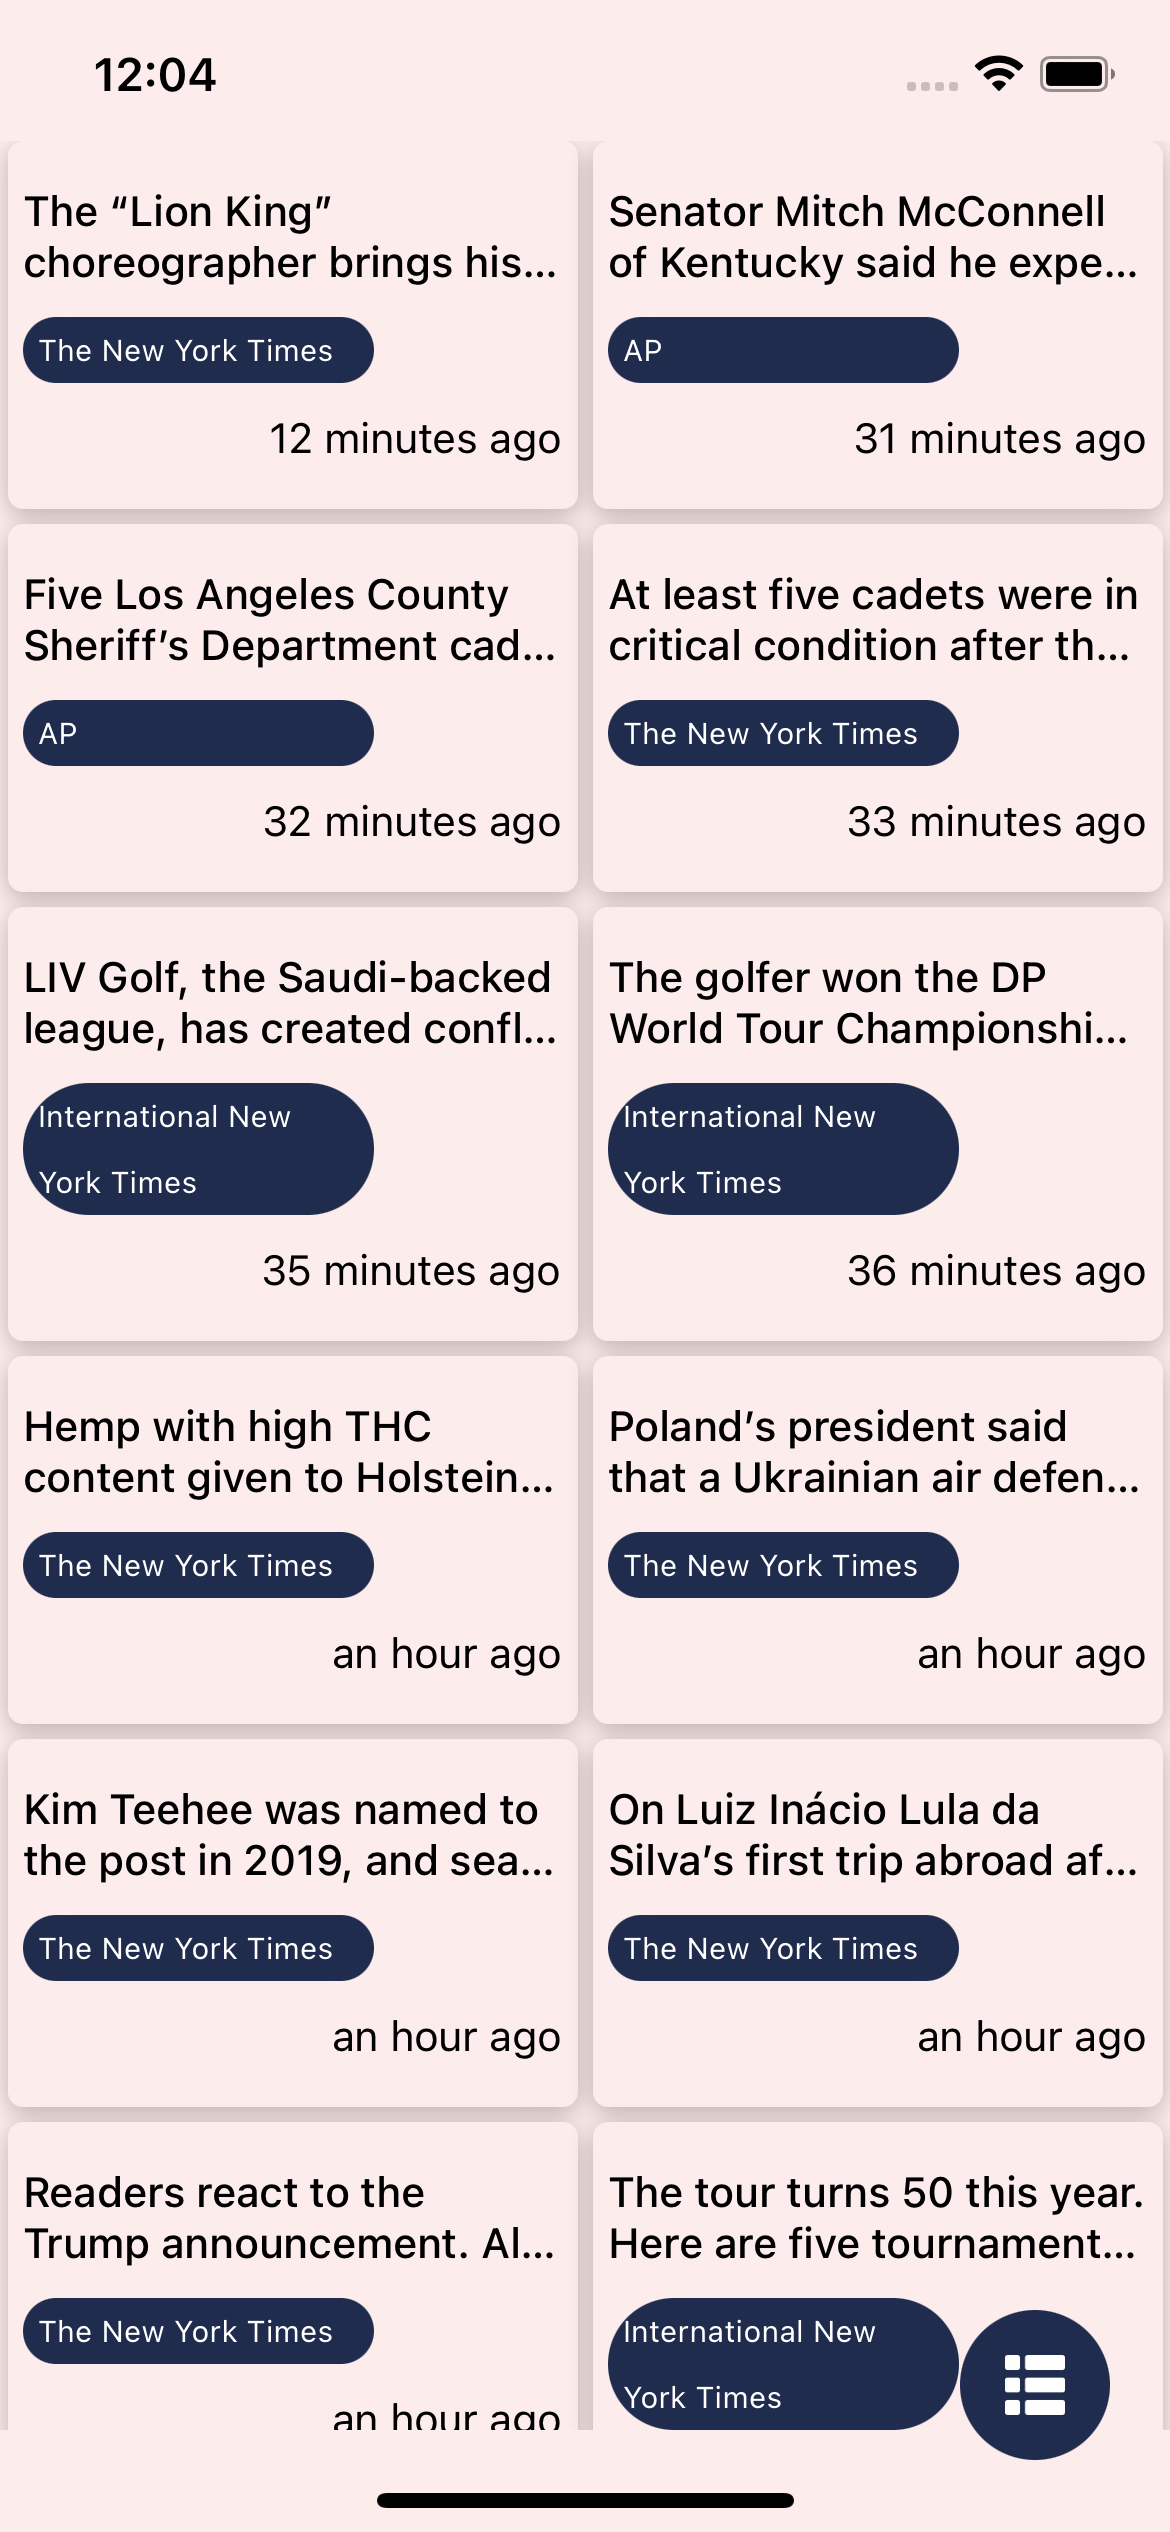 12:04
The “Lion King”
choreographer brings his...
The New York Times
12 minutes ago
Senator Mitch McConnell
of Kentucky said he expe...
AP
31 minutes ago
Five Los Angeles County
Sheriff’s Department cad...
AP
32 minutes ago
At least five cadets were in
critical condition after th...
The New York Times
33 minutes ago
LIV Golf, the Saudi-backed
league, has created confl...
International New
York Times
35 minutes ago
The golfer won the DP
World Tour Championshi...
International New
York Times
36 minutes ago
Hemp with high THC
content given to Holstein...
The New York Times
an hour ago
Poland’s president said
that a Ukrainian air defen...
The New York Times
an hour ago
Kim Teehee was named to
the post in 2019, and sea...
The New York Times
an hour ago
On Luiz Inácio Lula da
Silva’s first trip abroad af...
The New York Times
an hour ago
Readers react to the
Trump announcement. Al...
The New York Times
an hour ago
The tour turns 50 this year.
Here are five tournament...
International New
York Times